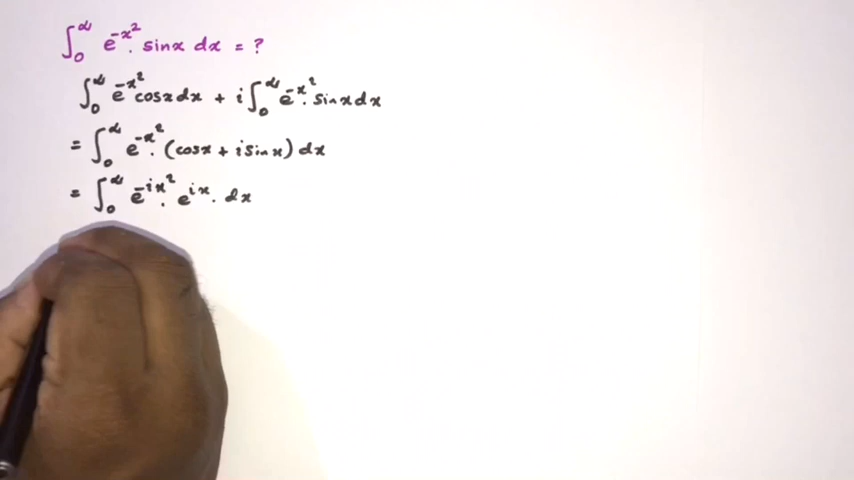 ∫₀^∞ e^{-x²} . sinx dx = ?
∫₀^∞ e^{-x²} cosx dx + i ∫₀^∞ e^{-x²} . sinx dx
= ∫₀^∞ e^{-x²} . (cosx + i sinx) dx
= ∫₀^∞ e^{-ix²} . e^{ix} . dx